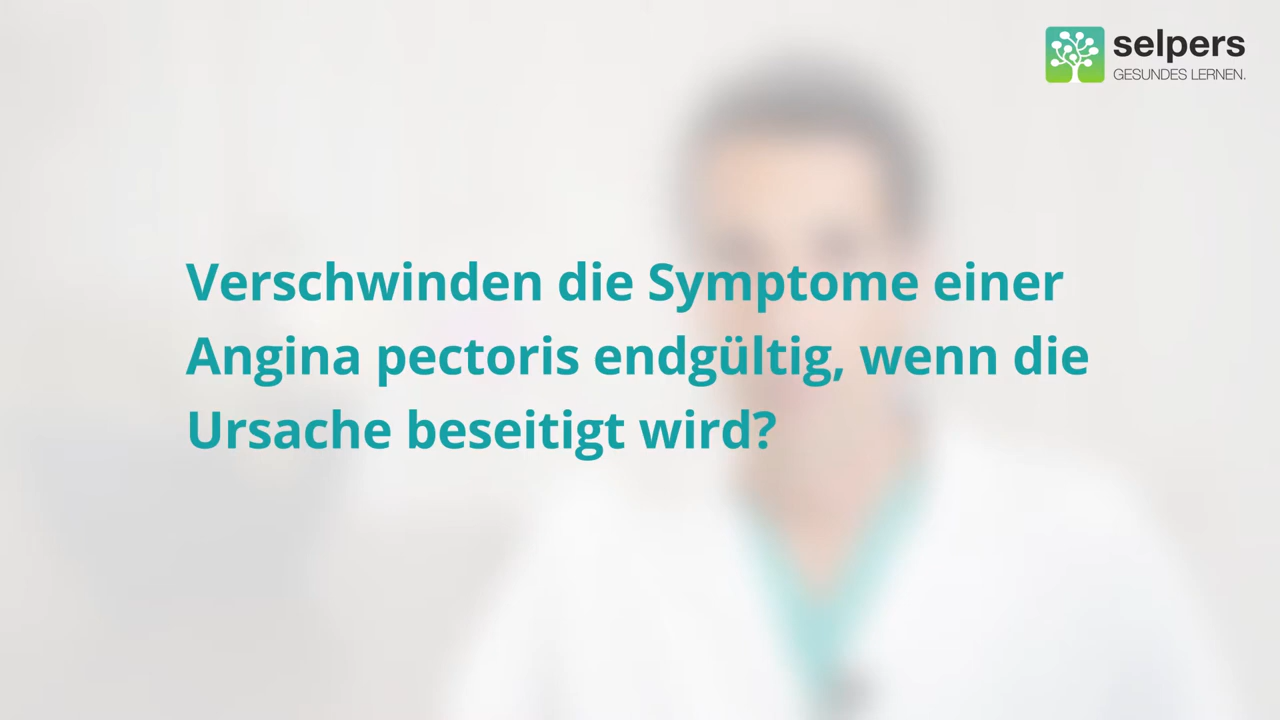 selpers
GESUNDES LERNEN.
Verschwinden die Symptome einer
Angina pectoris endgültig, wenn die
Ursache beseitigt wird?